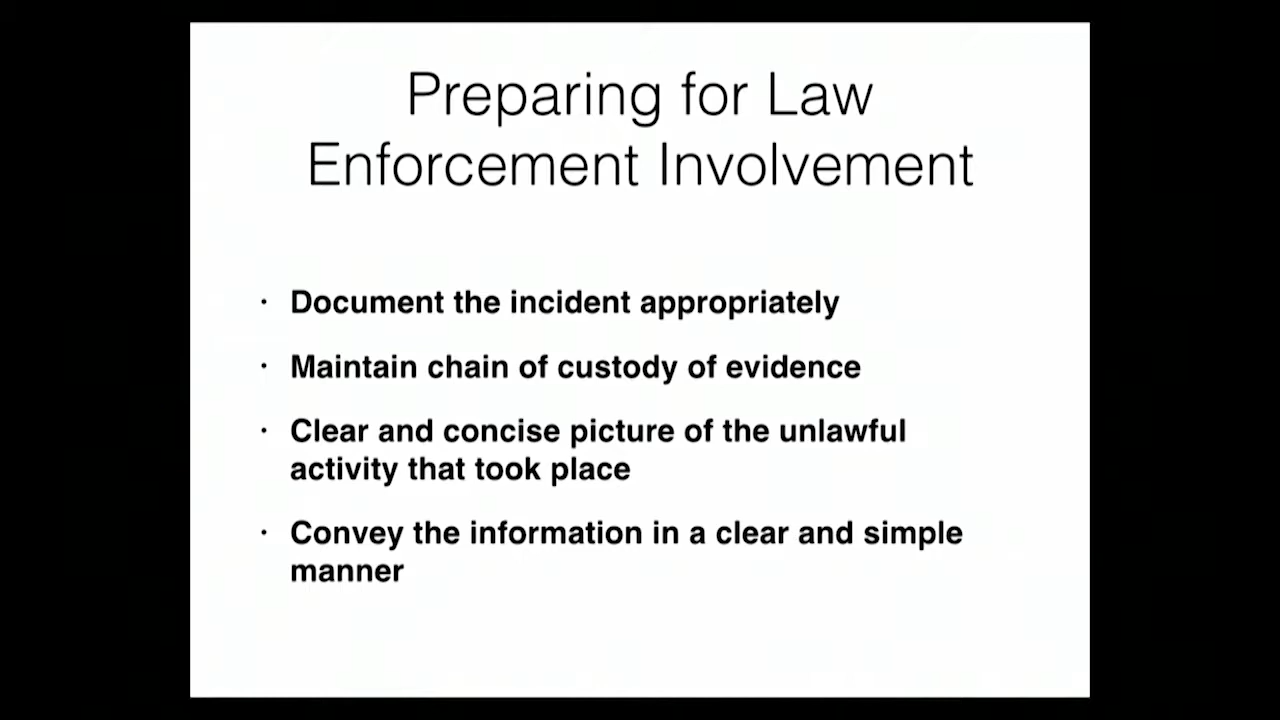 Preparing for Law
Enforcement Involvement
· Document the incident appropriately
· Maintain chain of custody of evidence
· Clear and concise picture of the unlawful
activity that took place
· Convey the information in a clear and simple
manner